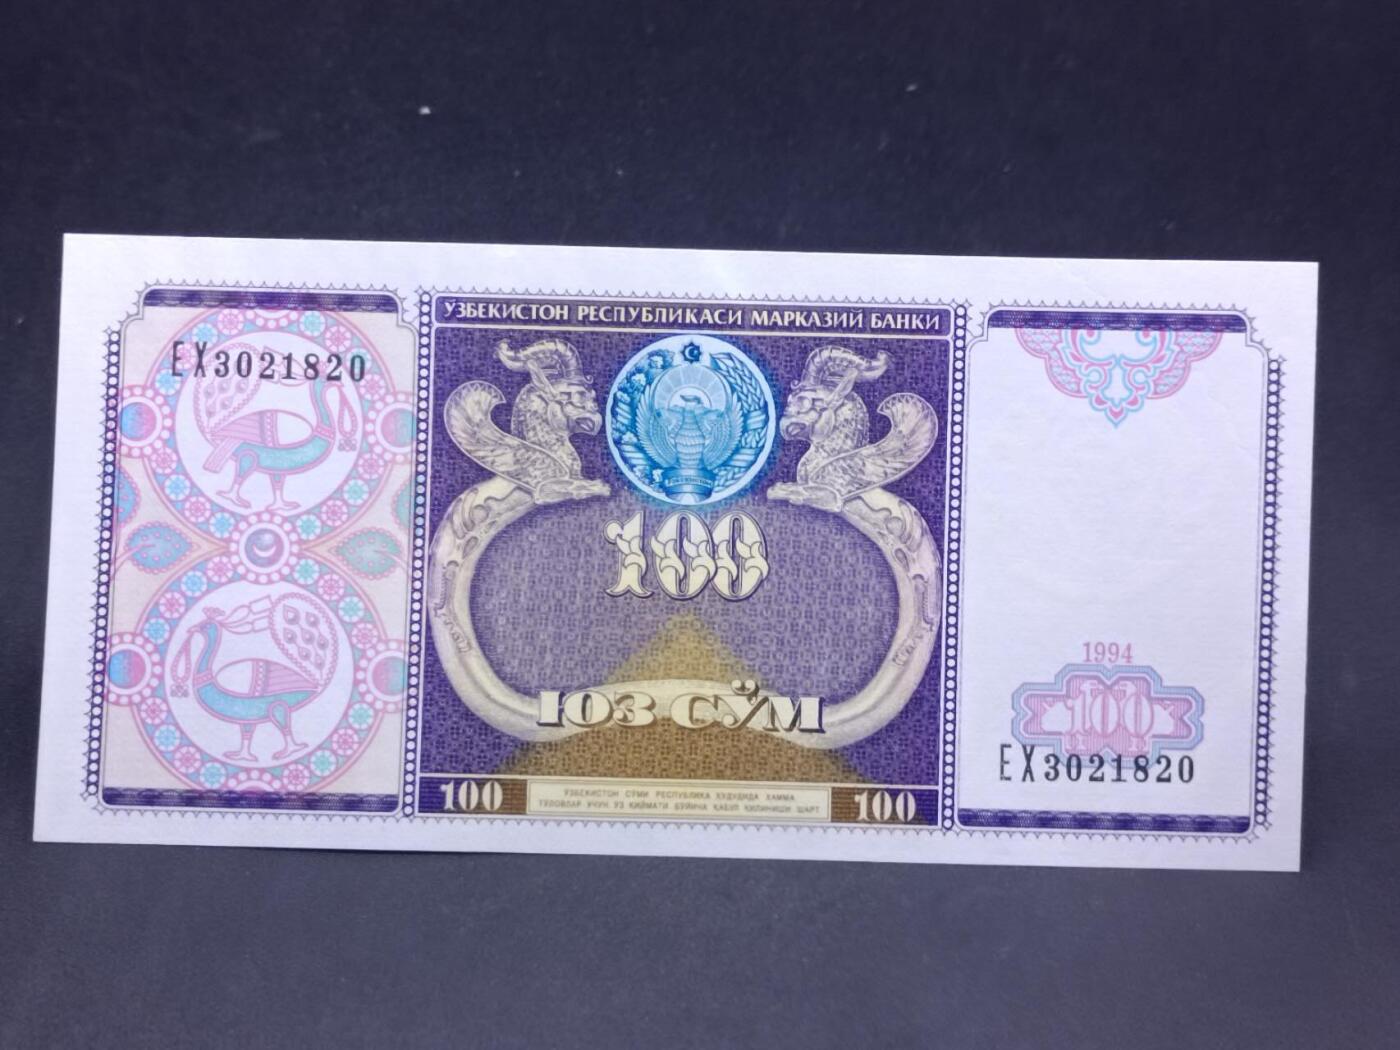 ЎЗБЕКИСТОН РЕСПУБЛИКАСИ МАРКАЗИЙ БАНКИ
EX3021820
100
ЮЗ СЎМ
1994
100
EX3021820
100
ЎЗБЕКИСТОН СУМИ РЕСПУБЛИКА ҲУДУДИДА ҲАММА
ТЎЛОВЛАР УЧУН ЎЗ ҚИЙМАТИ БЎЙИЧА ҚАБУЛ ҚИЛИНИШИ ШАРТ
100